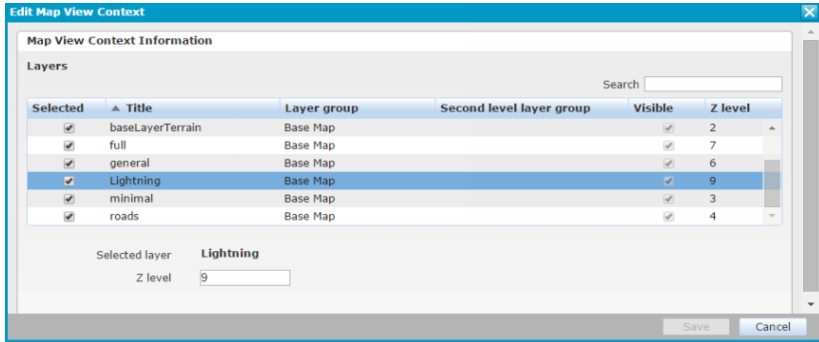 Edit Map View Context
Map View Context Information
Layers
Search
Selected Title Layer group Second level layer group Visible Z level
baseLayerTerrain Base Map 2
full Base Map 7
general Base Map 6
Lightning Base Map 9
minimal Base Map 3
roads Base Map 4
Selected layer Lightning
Z level 9
Save Cancel